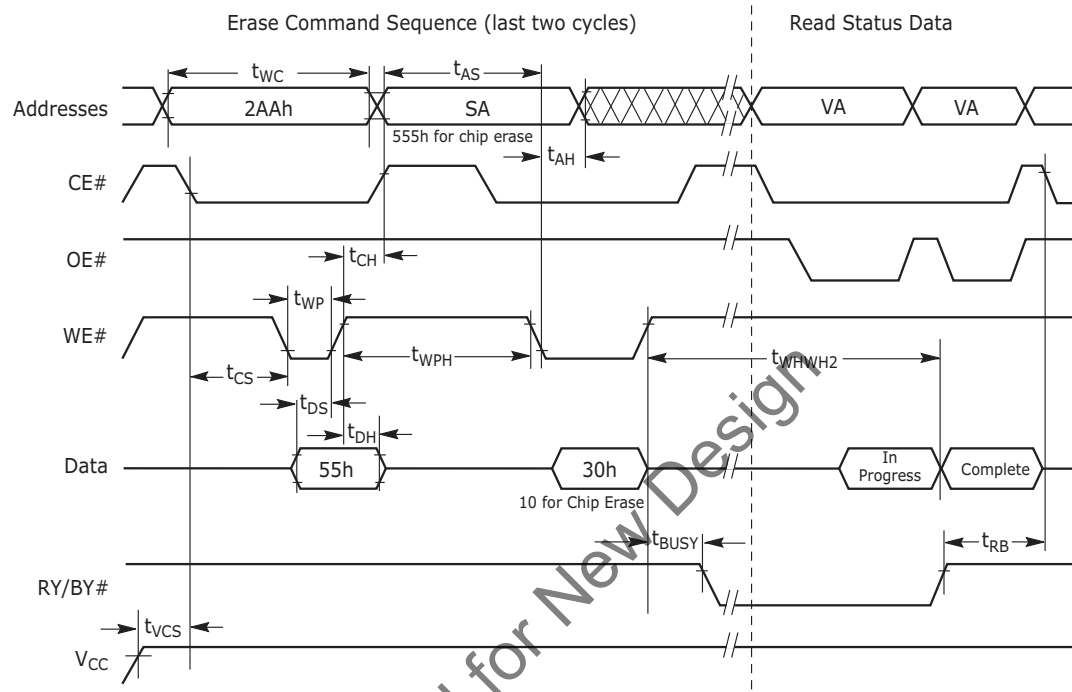 Erase Command Sequence (last two cycles)
Read Status Data
Addresses
tWC
tAS
2AAh
SA
VA
VA
555h for chip erase
tAH
CE#
OE#
tCH
tWP
WE#
tWPH
tWHWH2
tCS
tDS
tDH
Data
55h
30h
In
Progress
Complete
10 for Chip Erase
tBUSY
tRB
RY/BY#
tVCS
VCC
for New Design